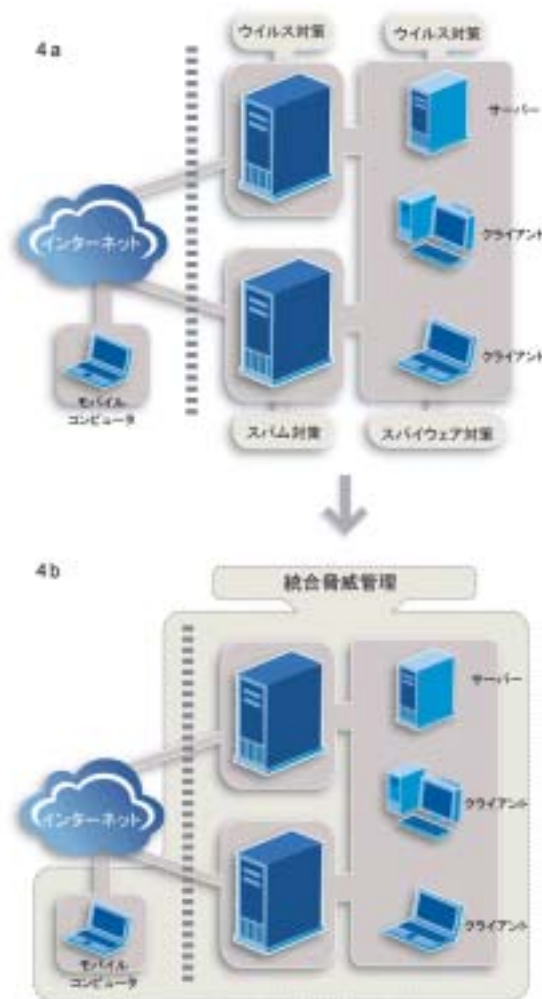 4a
ウイルス対策
ウイルス対策
サーバー
インターネット
クライアント
クライアント
モバイル
コンピュータ
スパム対策
スパイウェア対策
4b
統合脅威管理
サーバー
インターネット
クライアント
クライアント
モバイル
コンピュータ